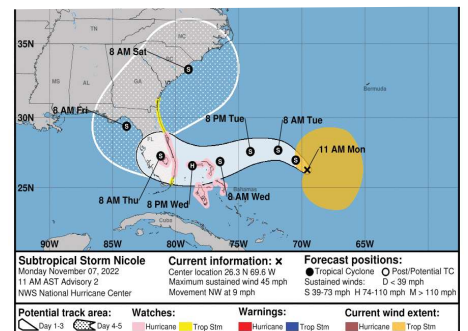 TN
NC
35N
8 AM Sat
MS
AL
GA
Bermuda
8 AM Fri
30N
8 PM Tue
8 AM Tue
FL
11 AM Mon
25N
8 AM Thu
8 PM Wed
8 AM Wed
Bahamas
Cuba
S
S
S
H
S
S
S
S
90W
85W
80W
75W
70W
65W
Subtropical Storm Nicole
Monday November 07, 2022
11 AM AST Advisory 2
NWS National Hurricane Center
Current information: x
Center location 26.3 N 69.6 W
Maximum sustained wind 45 mph
Movement NW at 9 mph
Forecast positions:
Tropical Cyclone Post/Potential TC
Sustained winds: D < 39 mph
S 39-73 mph H 74-110 mph M > 110 mph
Potential track area:
Day 1-3 Day 4-5
Watches:
Hurricane Trop Stm
Warnings:
Hurricane Trop Stm
Current wind extent:
Hurricane Trop Stm